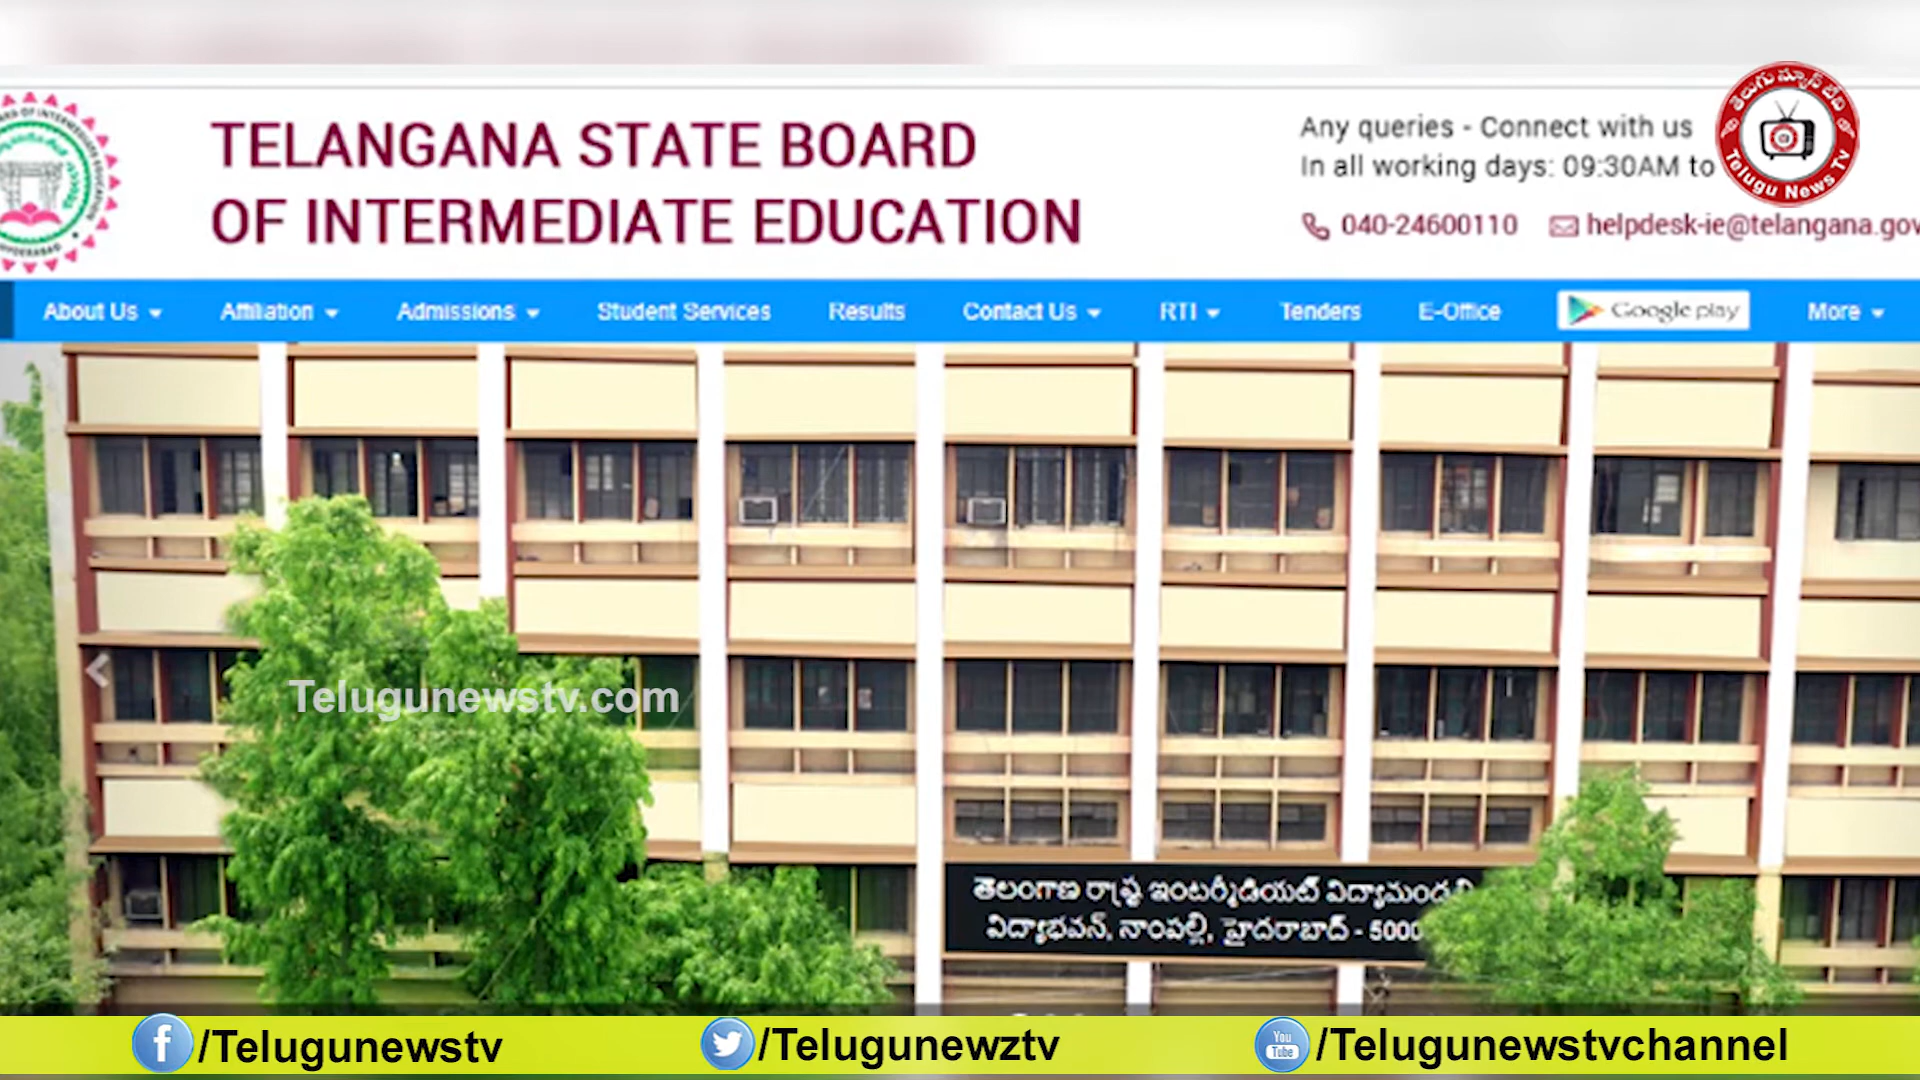 TELANGANA STATE BOARD
OF INTERMEDIATE EDUCATION
Any queries - Connect with us
In all working days: 09:30AM to
040-24600110 helpdesk-ie@telangana.gov
తెలుగు న్యూస్ టీవీ
Telugu News Tv
About Us Affiliation Admissions Student Services Results Contact Us RTI Tenders E-Office Google play More
Telugunewstv.com
తెలంగాణ రాష్ట్ర ఇంటర్మీడియట్
విద్యాభవన్, నాంపల్లి, హైదరాబాద్ -
/Telugunewstv /Telugunewztv You Tube /Telugunewstvchannel